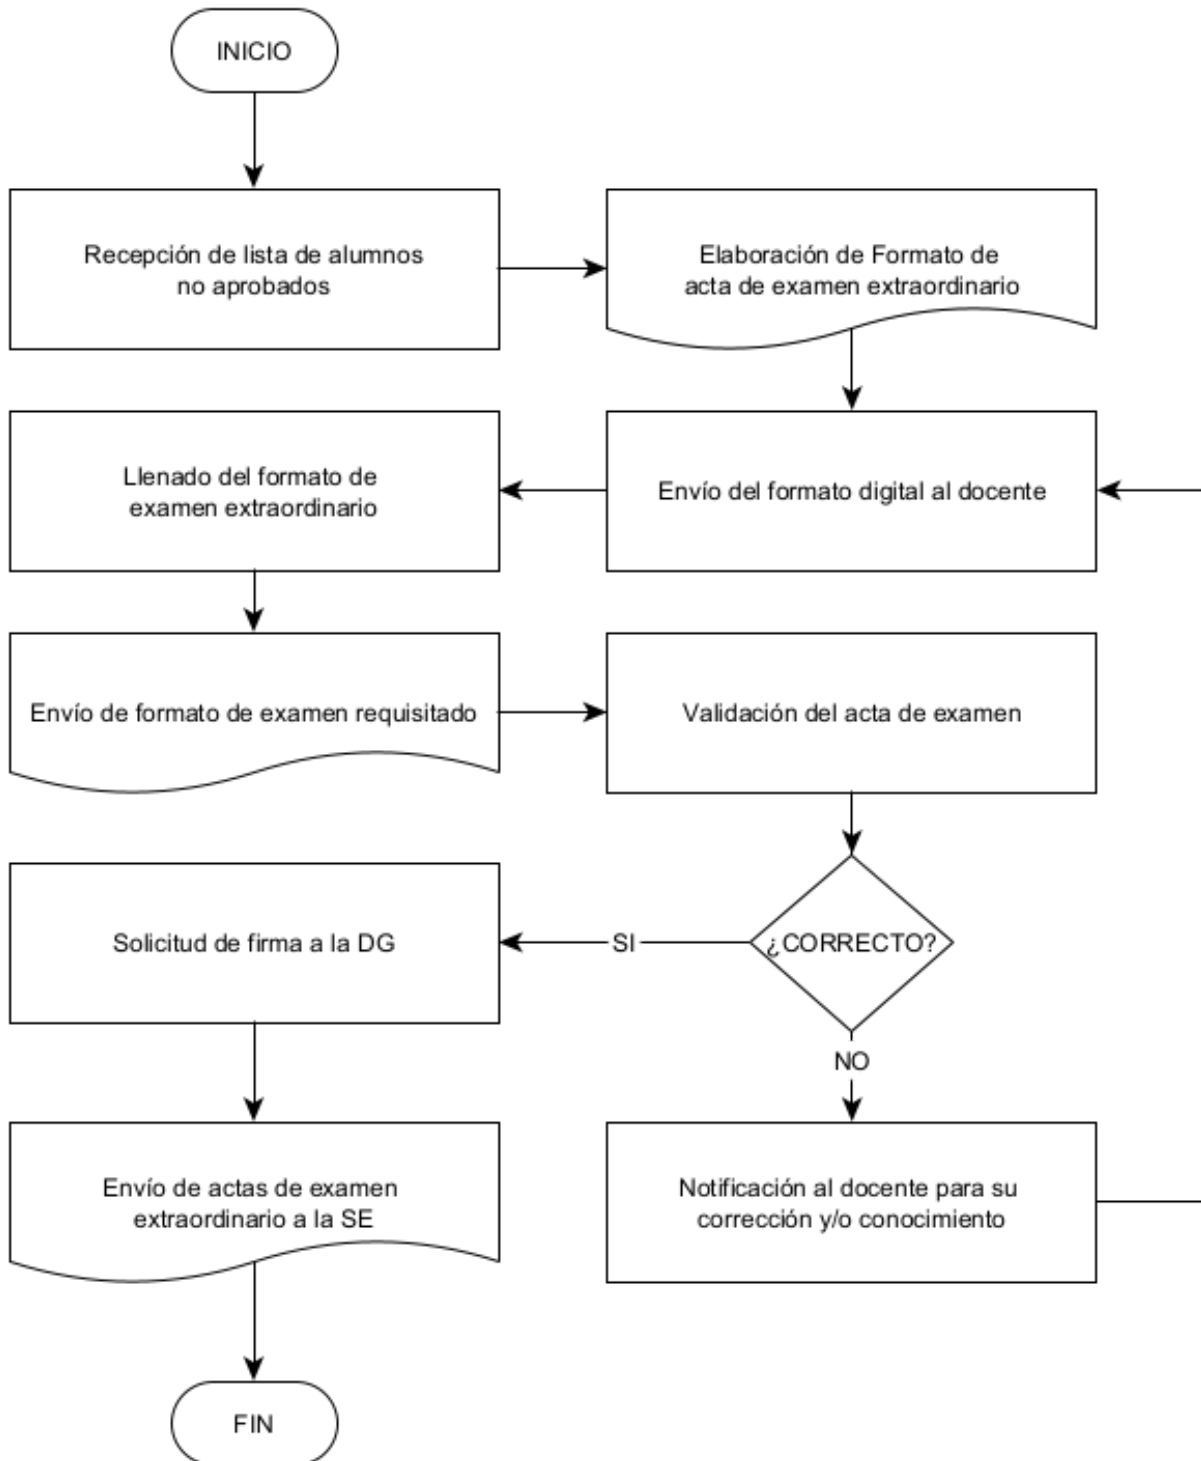 INICIO
Recepción de lista de alumnos
no aprobados
Elaboración de Formato de
acta de examen extraordinario
Llenado del formato de
examen extraordinario
Envío del formato digital al docente
Envío de formato de examen requisitado
Validación del acta de examen
Solicitud de firma a la DG
SI
¿CORRECTO?
NO
Envío de actas de examen
extraordinario a la SE
Notificación al docente para su
corrección y/o conocimiento
FIN